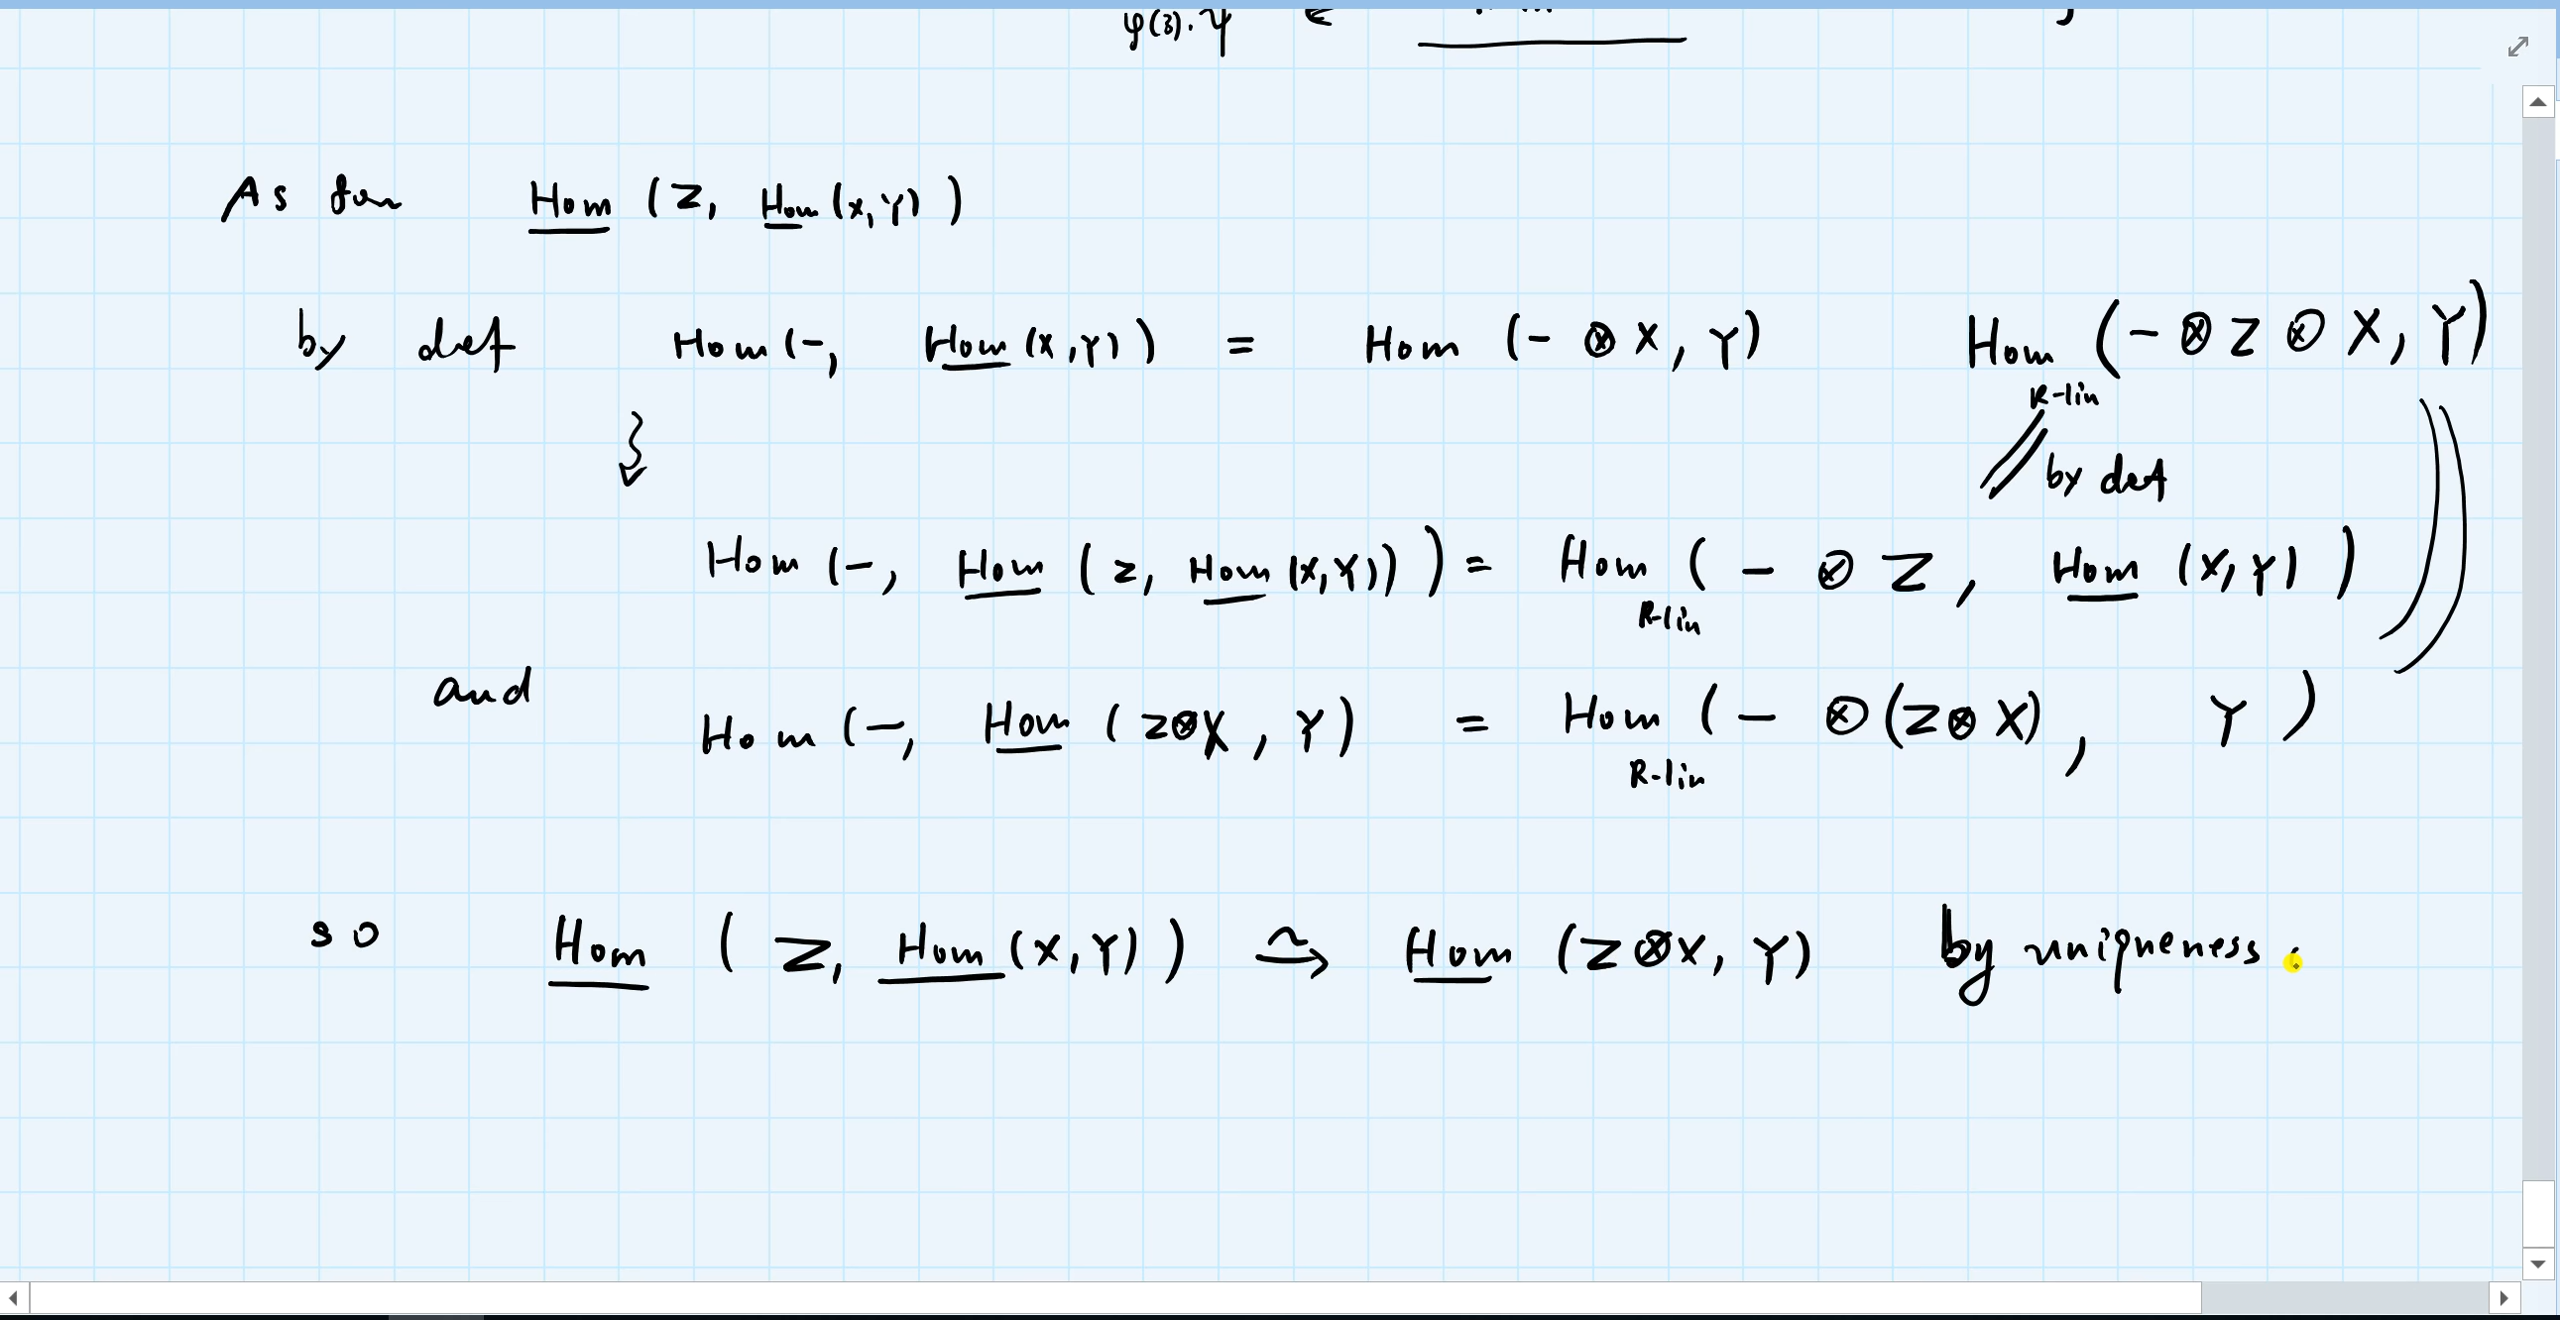 φ(z). ψ ∈
As for Hom (Z, Hom (X, Y))
by def Hom (-, Hom (X, Y)) = Hom (- ⊗ X, Y) Hom (- ⊗ Z ⊗ X, Y)
R-lin
by def
Hom (-, Hom (Z, Hom (X, Y))) = Hom (- ⊗ Z, Hom (X, Y))
R-lin
and
Hom (-, Hom (Z⊗X, Y) = Hom (- ⊗ (Z⊗X), Y)
R-lin
so Hom (Z, Hom (X, Y)) ⥲ Hom (Z⊗X, Y) by uniqueness.